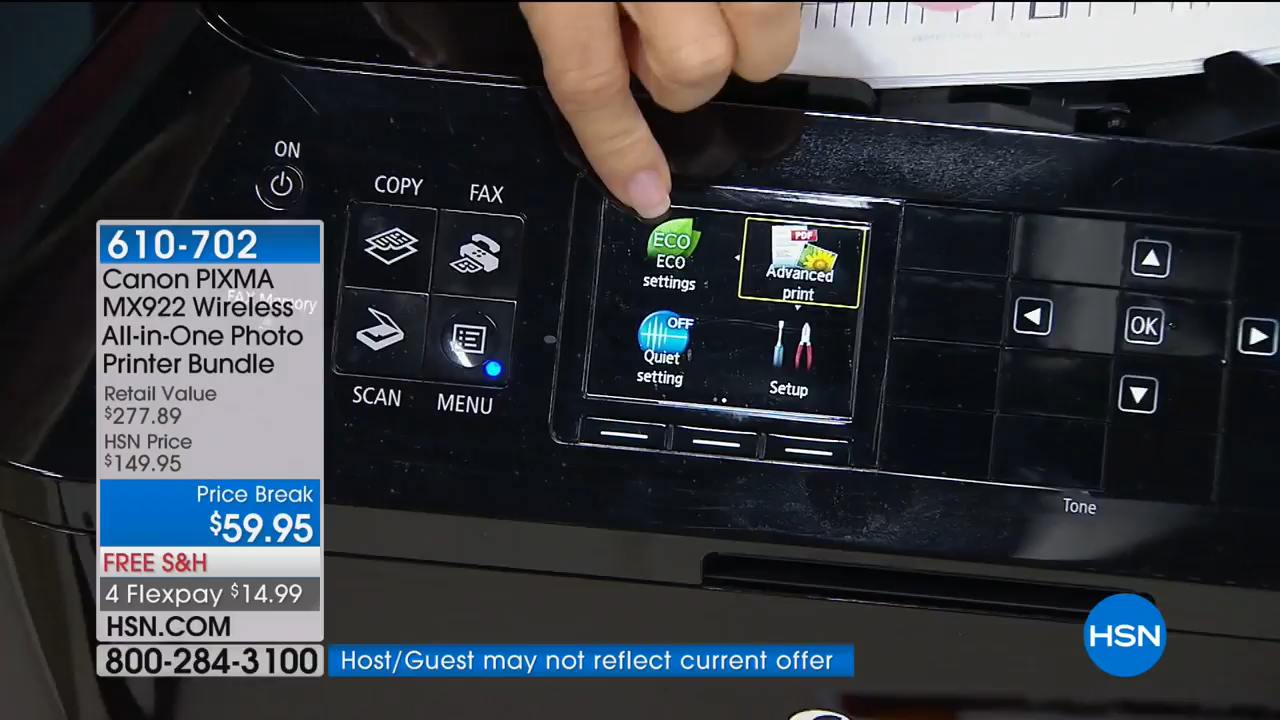 ON
COPY
FAX
SCAN
MENU
ECO
ECO
settings
PDF
Advanced
print
OFF
Quiet
setting
Setup
OK
Tone
610-702
Canon PIXMA
MX922 Wireless
All-in-One Photo
Printer Bundle
FAX Memory
Retail Value
$277.89
HSN Price
$149.95
Price Break
$59.95
FREE S&H
4 Flexpay $14.99
HSN.COM
800-284-3100
Host/Guest may not reflect current offer
HSN